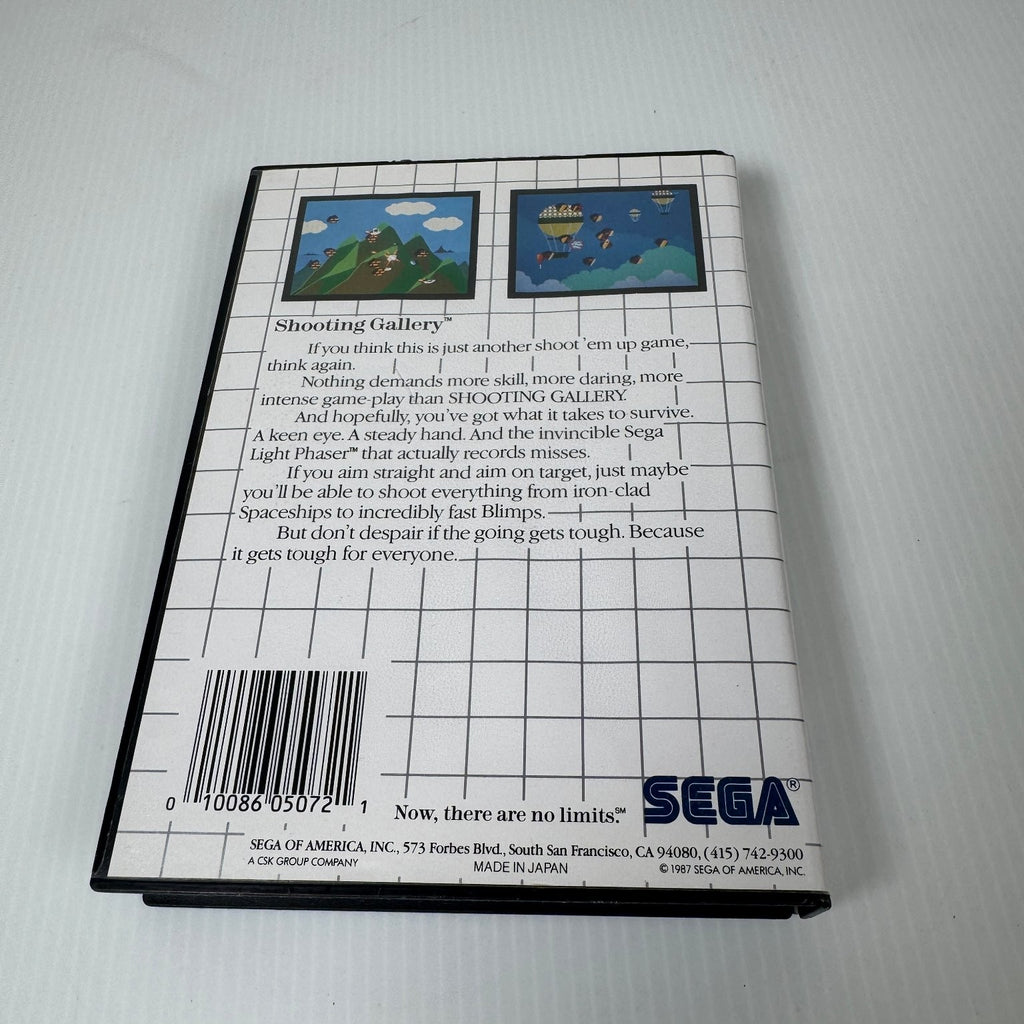 Shooting Gallery™
If you think this is just another shoot 'em up game,
think again.
Nothing demands more skill, more daring, more
intense game-play than SHOOTING GALLERY.
And hopefully, you've got what it takes to survive.
A keen eye. A steady hand. And the invincible Sega
Light Phaser™ that actually records misses.
If you aim straight and aim on target, just maybe
you'll be able to shoot everything from iron-clad
Spaceships to incredibly fast Blimps.
But don't despair if the going gets tough. Because
it gets tough for everyone.
0 10086 05072 1
Now, there are no limits.℠
SEGA®
SEGA OF AMERICA, INC., 573 Forbes Blvd., South San Francisco, CA 94080, (415) 742-9300
A CSK GROUP COMPANY
MADE IN JAPAN
© 1987 SEGA OF AMERICA, INC.